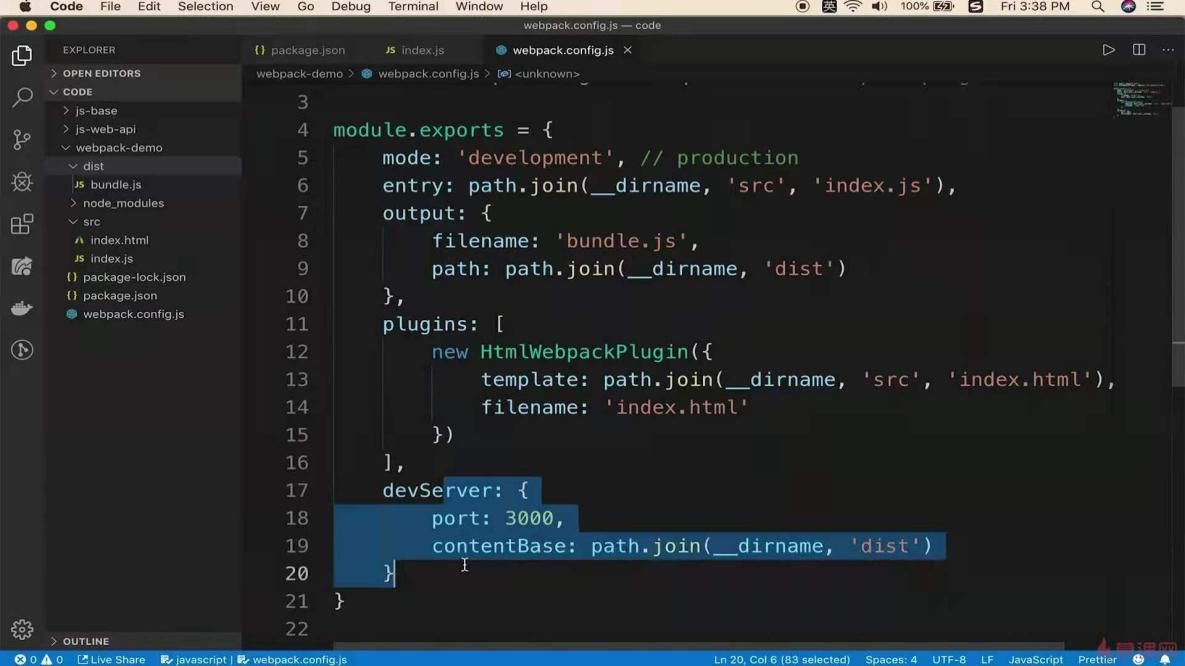 Code File Edit Selection View Go Debug Terminal Window Help 英 100% Fri 3:38 PM
webpack.config.js — code
EXPLORER
OPEN EDITORS
CODE
js-base
js-web-api
webpack-demo
dist
bundle.js
node_modules
src
index.html
index.js
package-lock.json
package.json
webpack.config.js
OUTLINE
package.json index.js webpack.config.js
webpack-demo > webpack.config.js > <unknown>
3
4 module.exports = {
5 mode: 'development', // production
6 entry: path.join(__dirname, 'src', 'index.js'),
7 output: {
8 filename: 'bundle.js',
9 path: path.join(__dirname, 'dist')
10 },
11 plugins: [
12 new HtmlWebpackPlugin({
13 template: path.join(__dirname, 'src', 'index.html'),
14 filename: 'index.html'
15 })
16 ],
17 devServer: {
18 port: 3000,
19 contentBase: path.join(__dirname, 'dist')
20 }
21 }
22
0 0 Live Share javascript | webpack.config.js Ln 20, Col 6 (83 selected) Spaces: 4 UTF-8 LF JavaScript Prettier